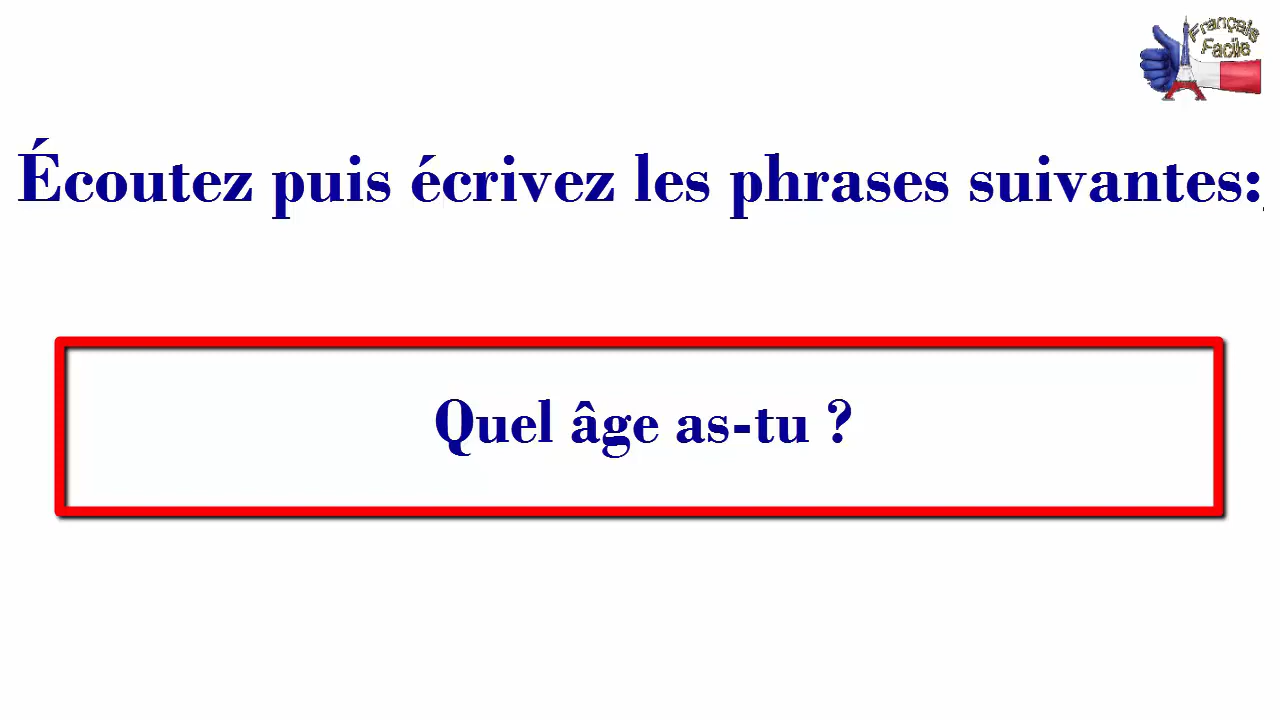 Français
Facile
Écoutez puis écrivez les phrases suivantes:
Quel âge as-tu ?